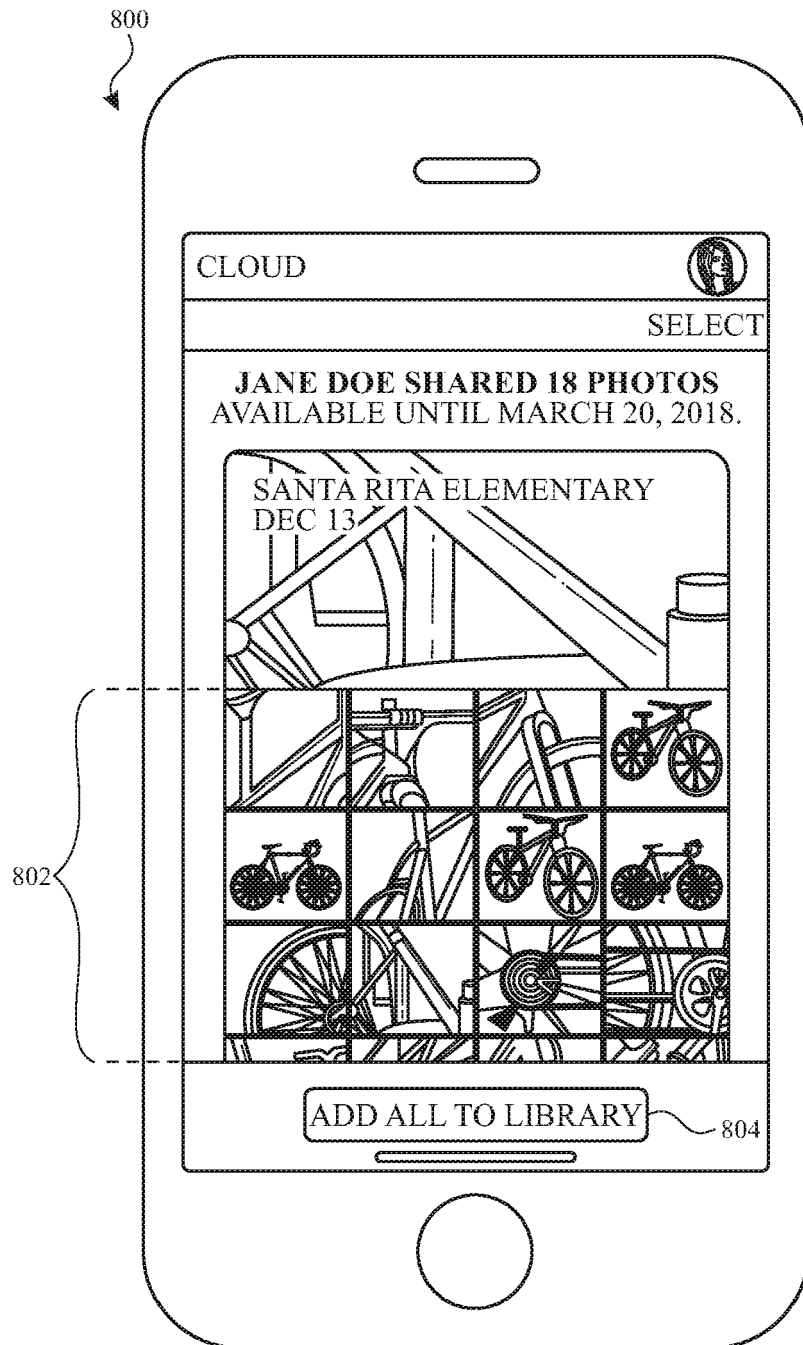 800
CLOUD
SELECT
JANE DOE SHARED 18 PHOTOS
AVAILABLE UNTIL MARCH 20, 2018.
SANTA RITA ELEMENTARY
DEC 13
802
ADD ALL TO LIBRARY
804